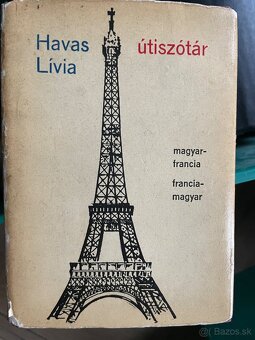 Havas
Lívia
útiszótár
magyar-
francia
francia-
magyar
Bazos.sk